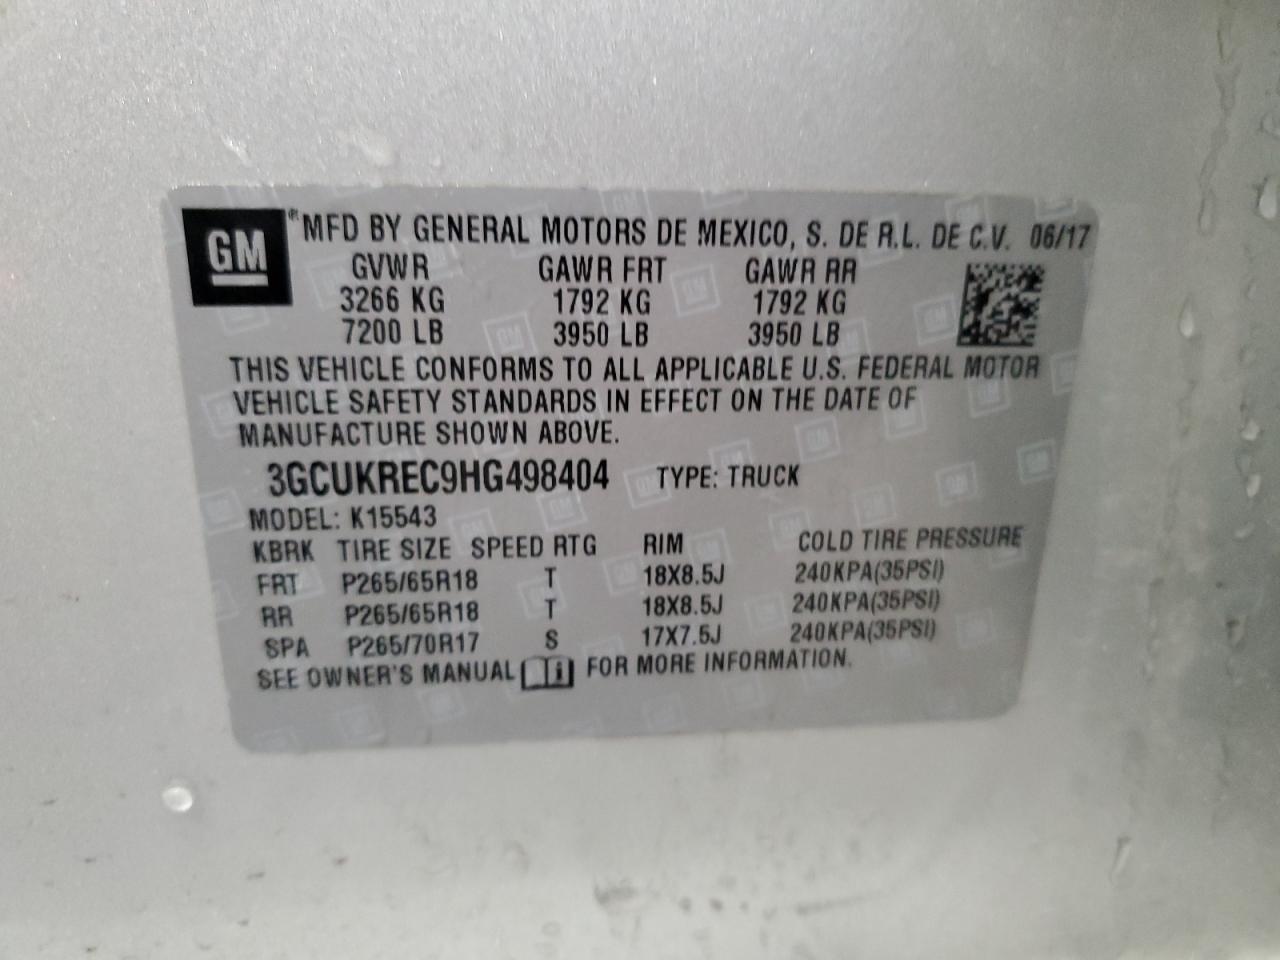 GM ® MFD BY GENERAL MOTORS DE MEXICO, S. DE R.L. DE C.V. 06/17
GVWR GAWR FRT GAWR RR
3266 KG 1792 KG 1792 KG
7200 LB 3950 LB 3950 LB
THIS VEHICLE CONFORMS TO ALL APPLICABLE U.S. FEDERAL MOTOR
VEHICLE SAFETY STANDARDS IN EFFECT ON THE DATE OF
MANUFACTURE SHOWN ABOVE.
3GCUKREC9HG498404 TYPE: TRUCK
MODEL: K15543
KBRK TIRE SIZE SPEED RTG RIM COLD TIRE PRESSURE
FRT P265/65R18 T 18X8.5J 240KPA(35PSI)
RR P265/65R18 T 18X8.5J 240KPA(35PSI)
SPA P265/70R17 S 17X7.5J 240KPA(35PSI)
SEE OWNER'S MANUAL i FOR MORE INFORMATION.